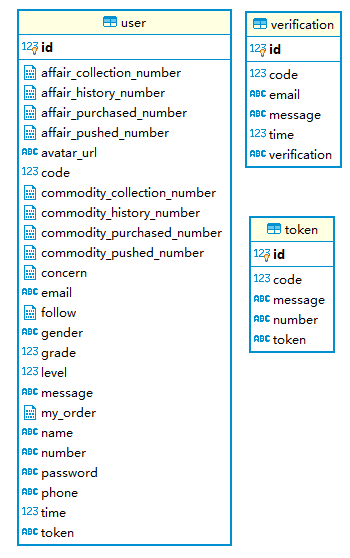 user
123 id
affair_collection_number
affair_history_number
affair_purchased_number
affair_pushed_number
ABC avatar_url
123 code
commodity_collection_number
commodity_history_number
commodity_purchased_number
commodity_pushed_number
concern
ABC email
follow
ABC gender
123 grade
123 level
ABC message
my_order
ABC name
ABC number
ABC password
ABC phone
123 time
ABC token
verification
123 id
123 code
ABC email
ABC message
123 time
ABC verification
token
123 id
123 code
ABC message
ABC number
ABC token